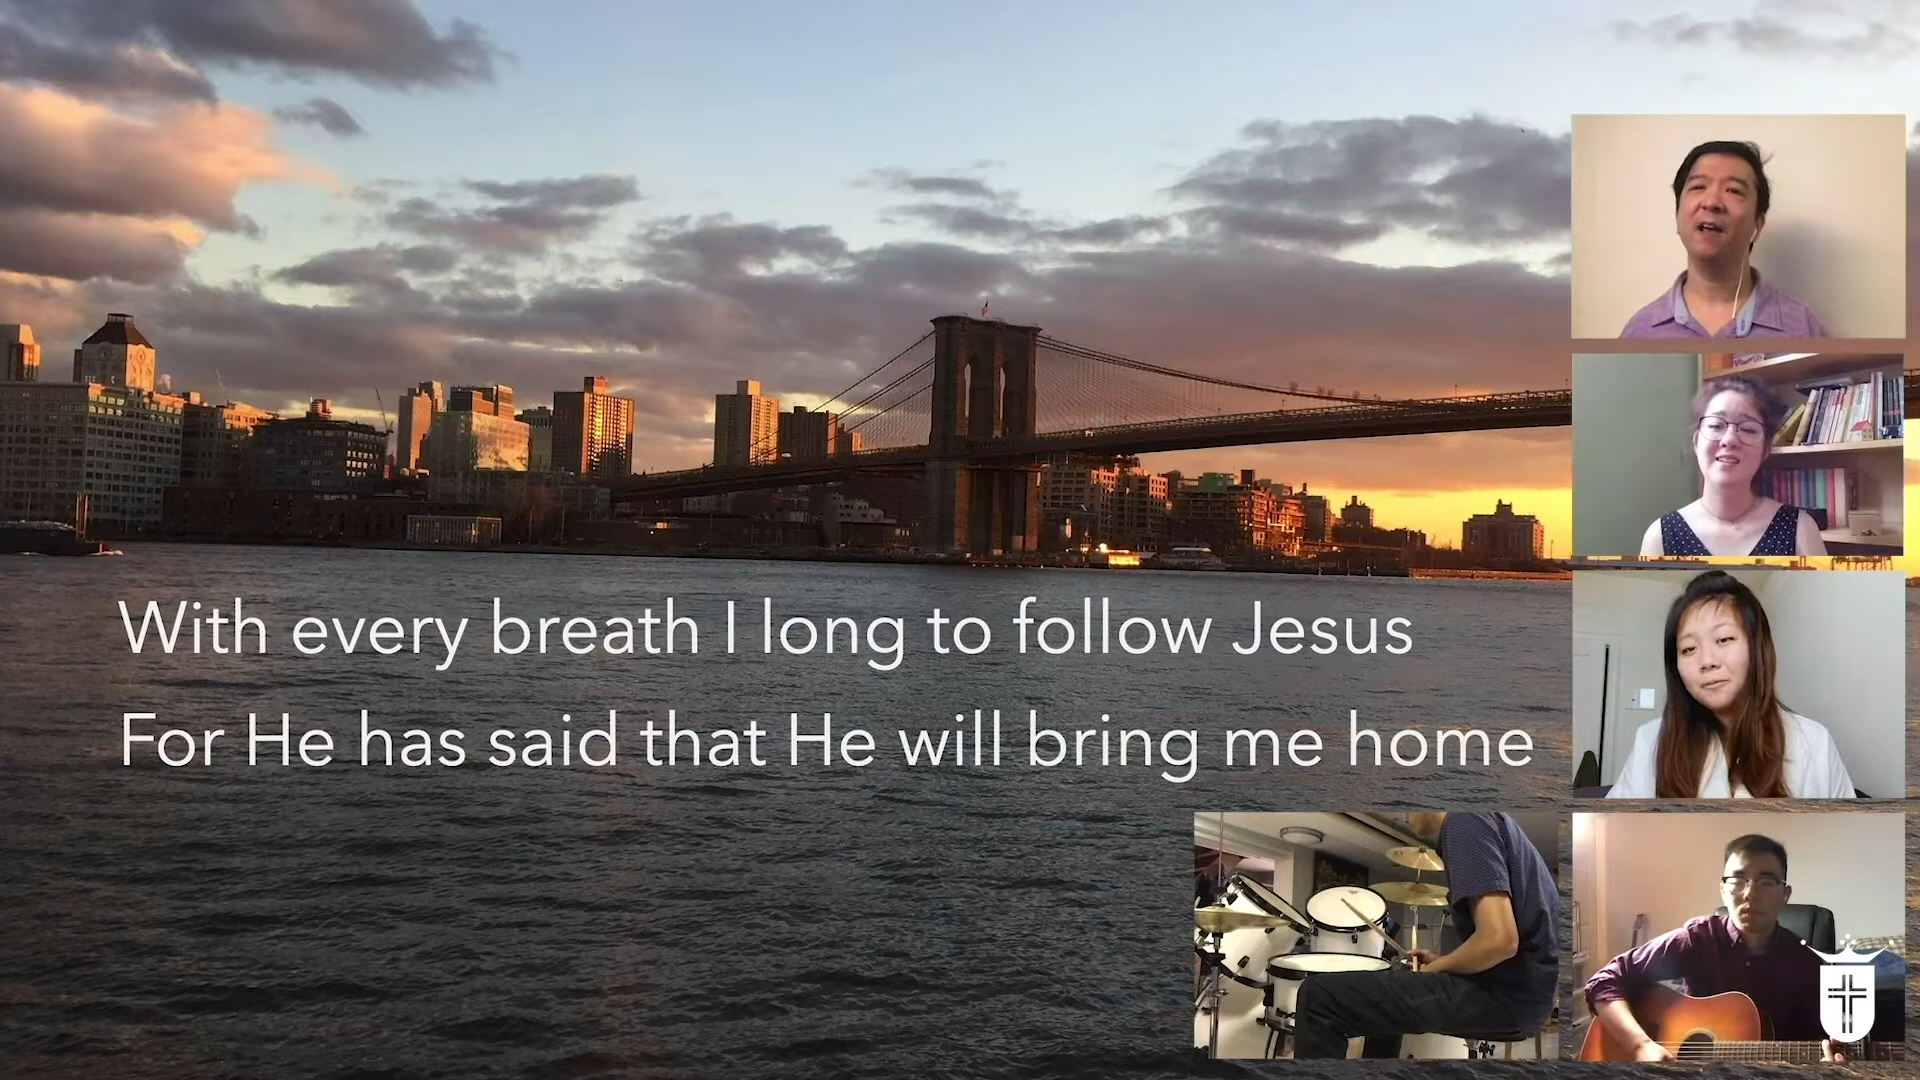 With every breath I long to follow Jesus
For He has said that He will bring me home